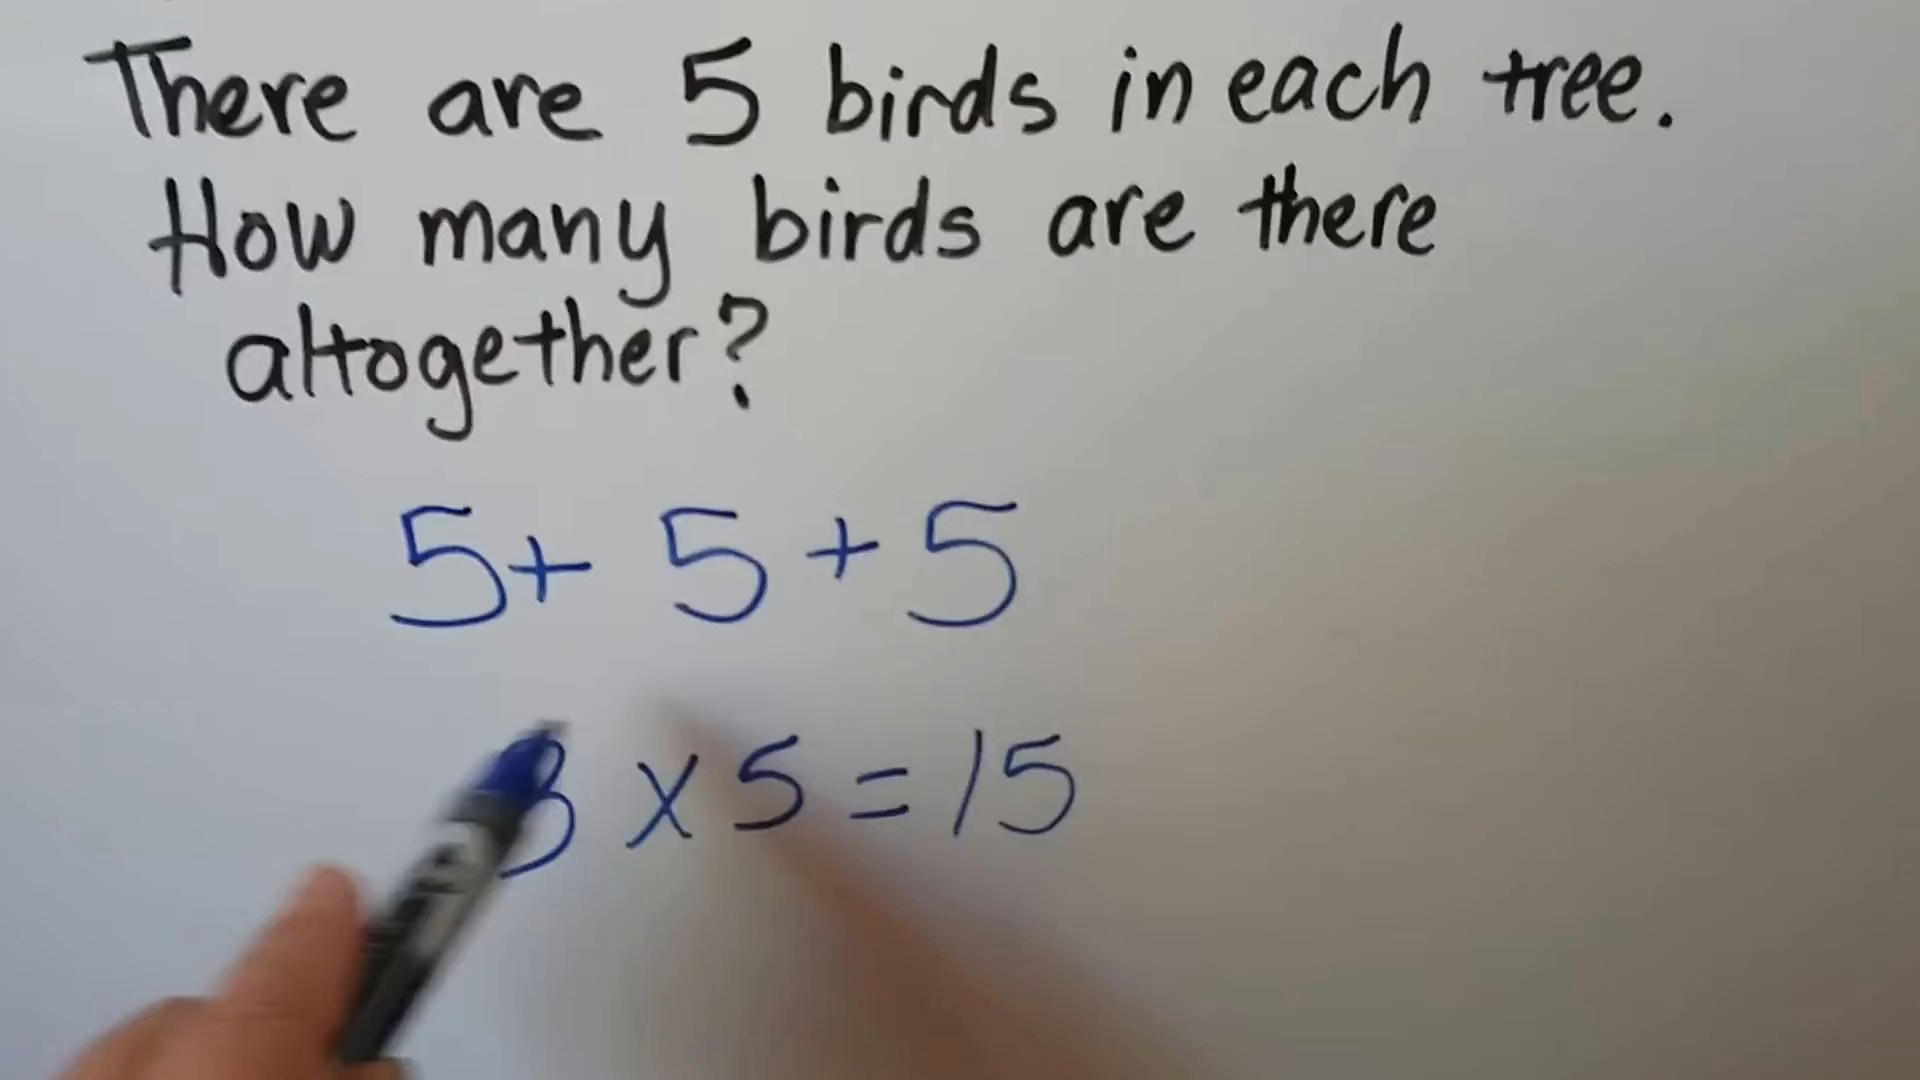 There are 5 birds in each tree.
How many birds are there
altogether?
5+ 5 + 5
3 x 5 = 15